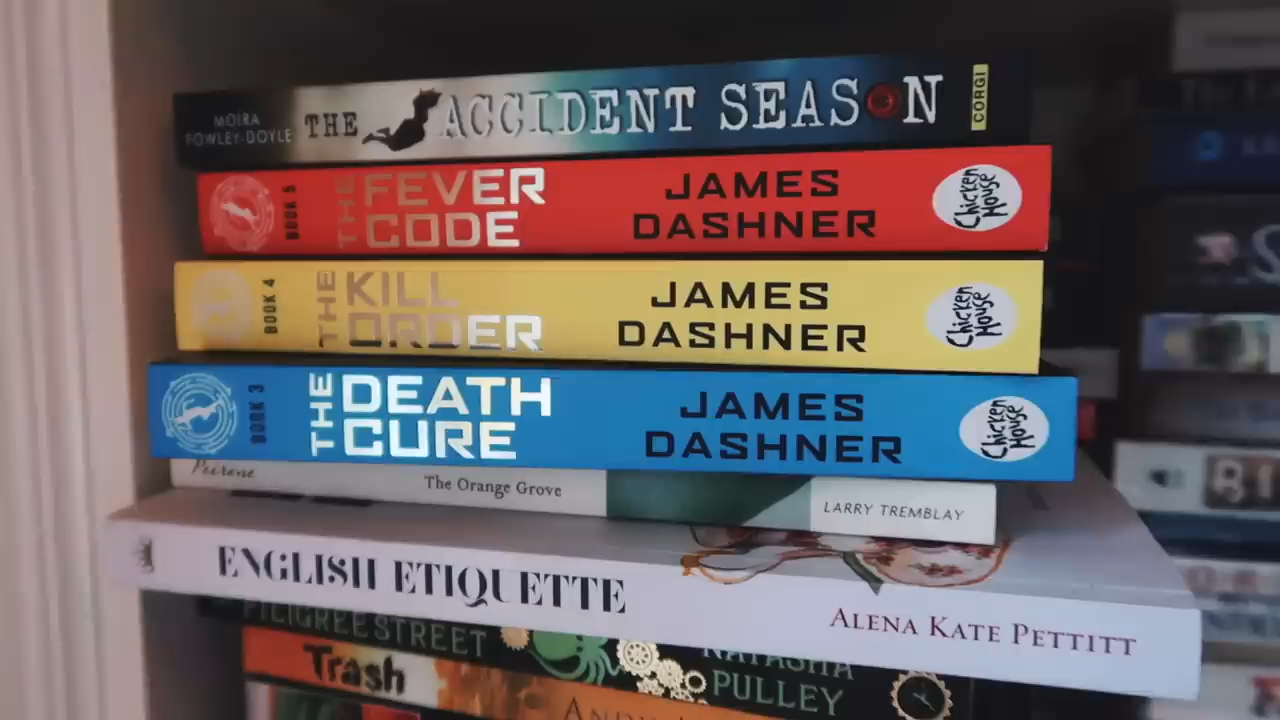 MOÏRA
FOWLEY-DOYLE
THE ACCIDENT SEASON
CORGI
BOOK 5
THE FEVER
CODE
JAMES
DASHNER
Chicken
House
BOOK 4
THE KILL
ORDER
JAMES
DASHNER
Chicken
House
BOOK 3
THE DEATH
CURE
JAMES
DASHNER
Chicken
House
Peirene
The Orange Grove
LARRY TREMBLAY
ENGLISH ETIQUETTE
ALENA KATE PETTITT
FILIGREE STREET
NATASHA
PULLEY
Trash